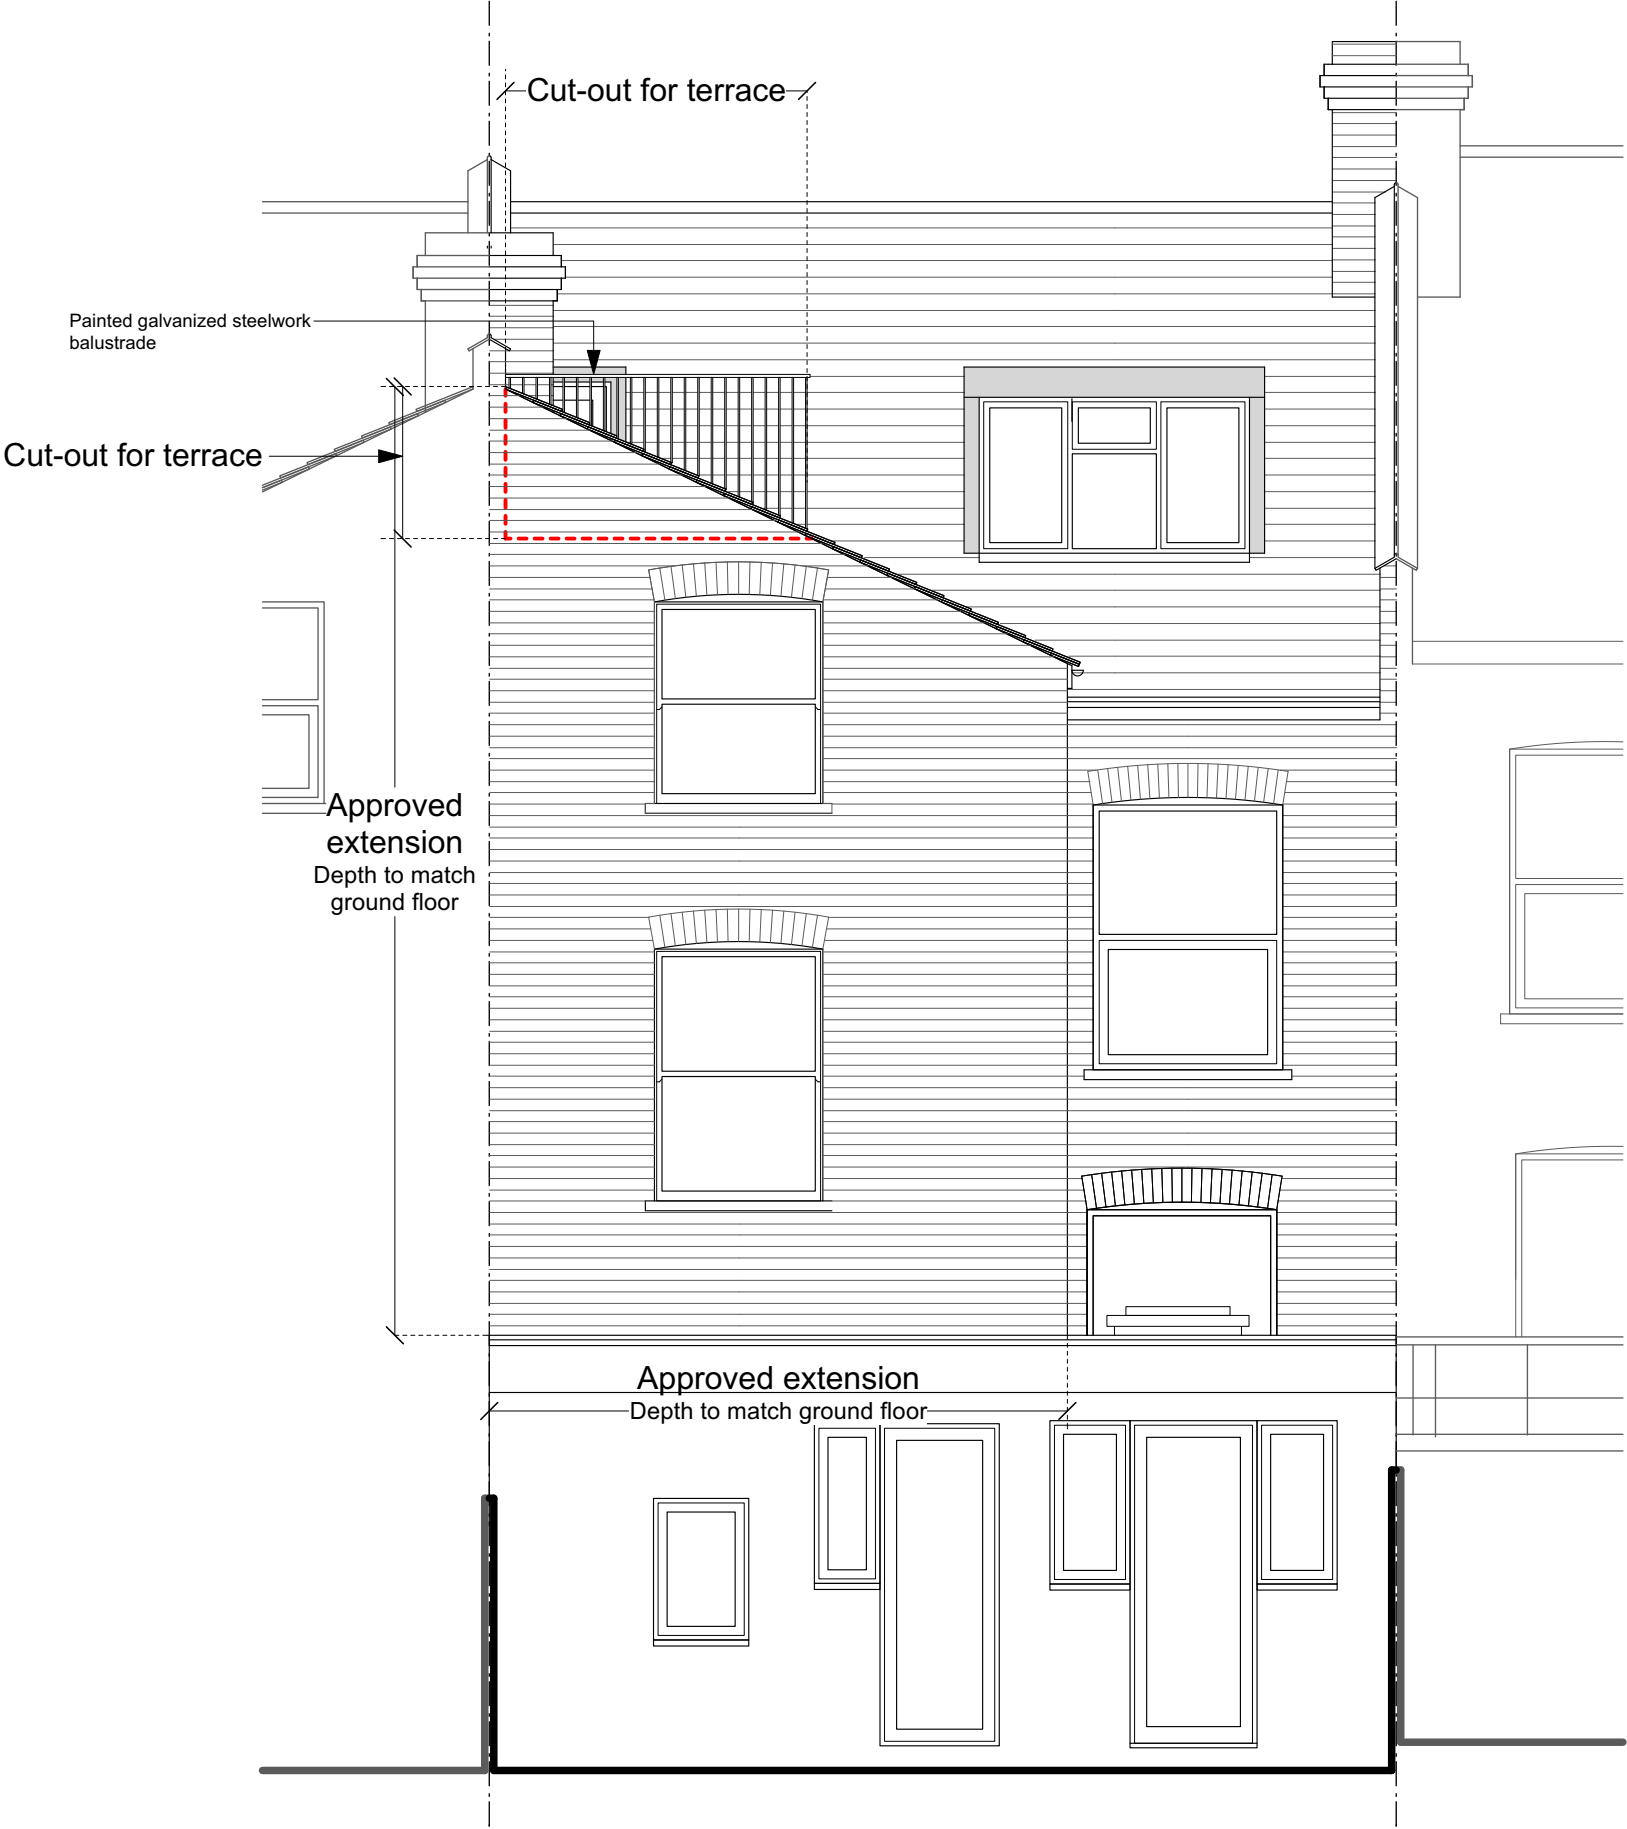 Cut-out for terrace
Painted galvanized steelwork
balustrade
Cut-out for terrace
Approved
extension
Depth to match
ground floor
Approved extension
Depth to match ground floor